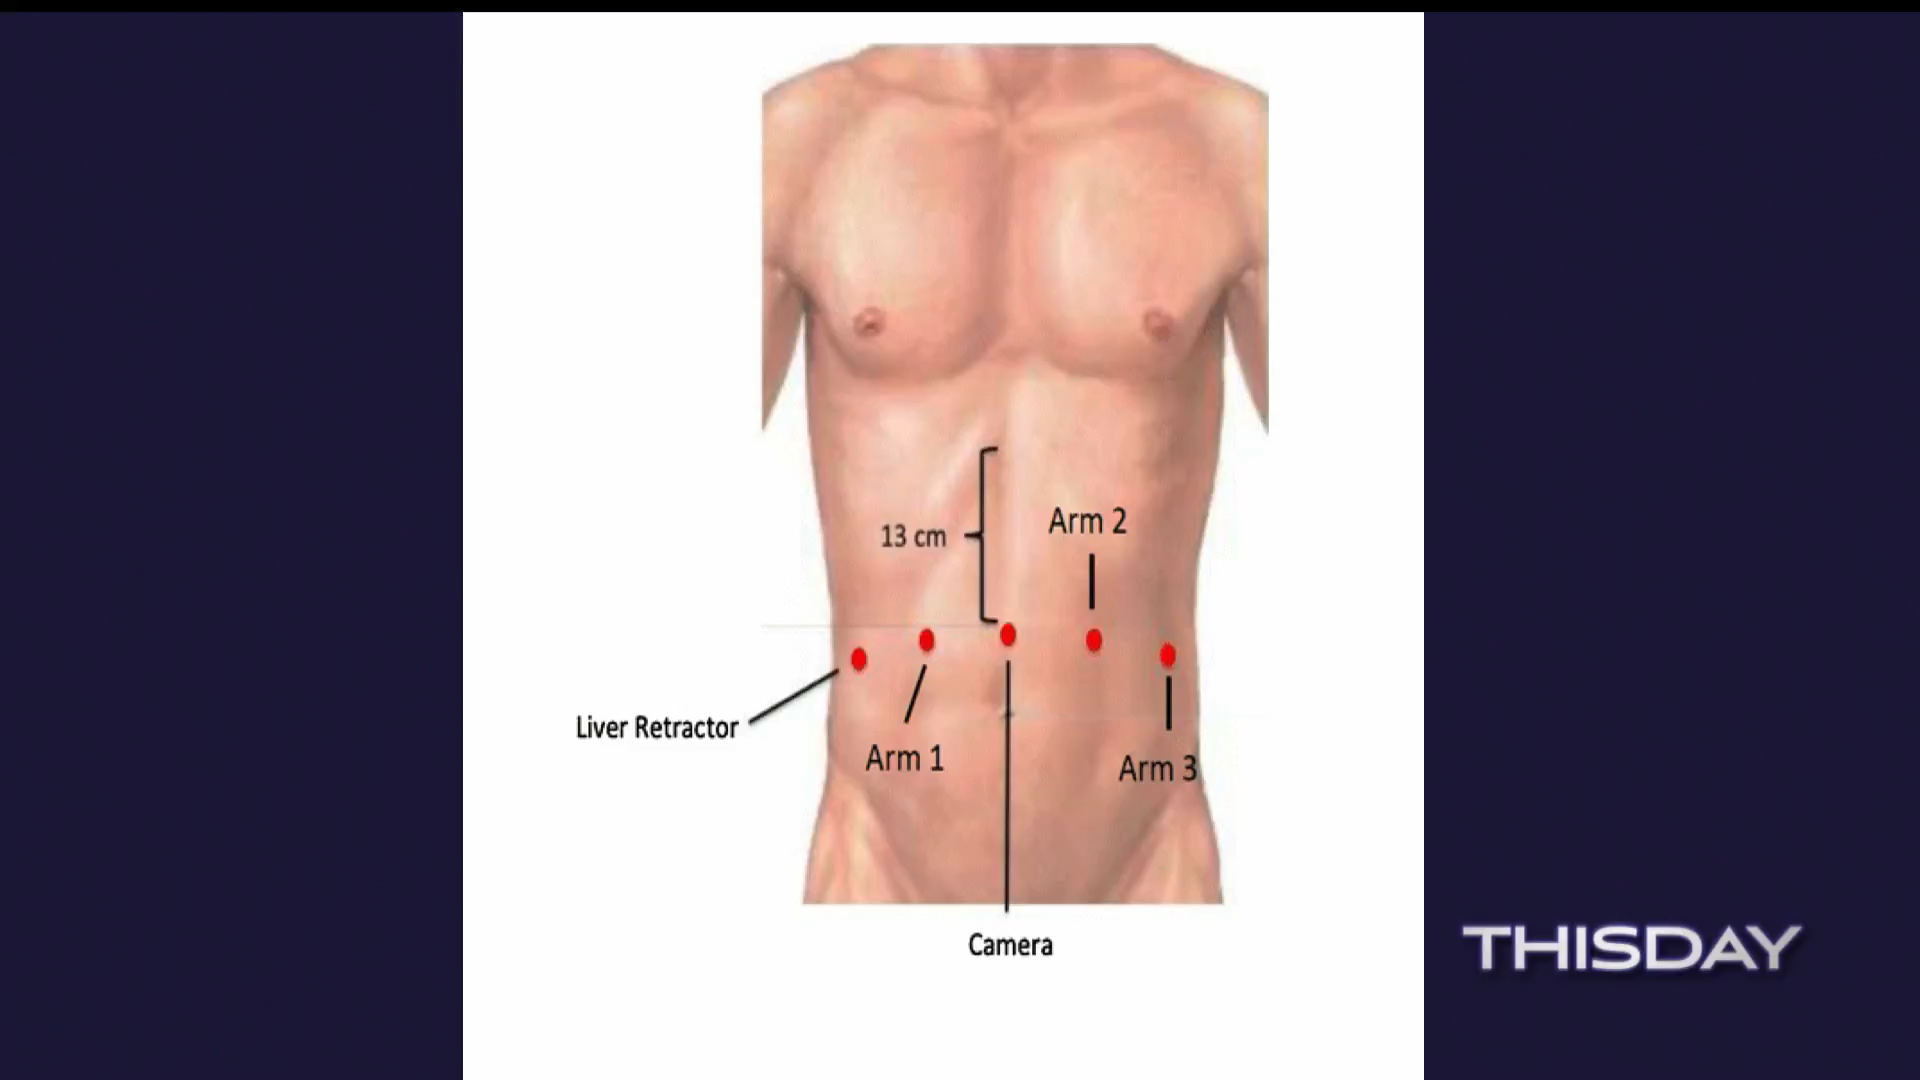 Arm 2
13 cm
Liver Retractor
Arm 1
Arm 3
Camera
THISDAY